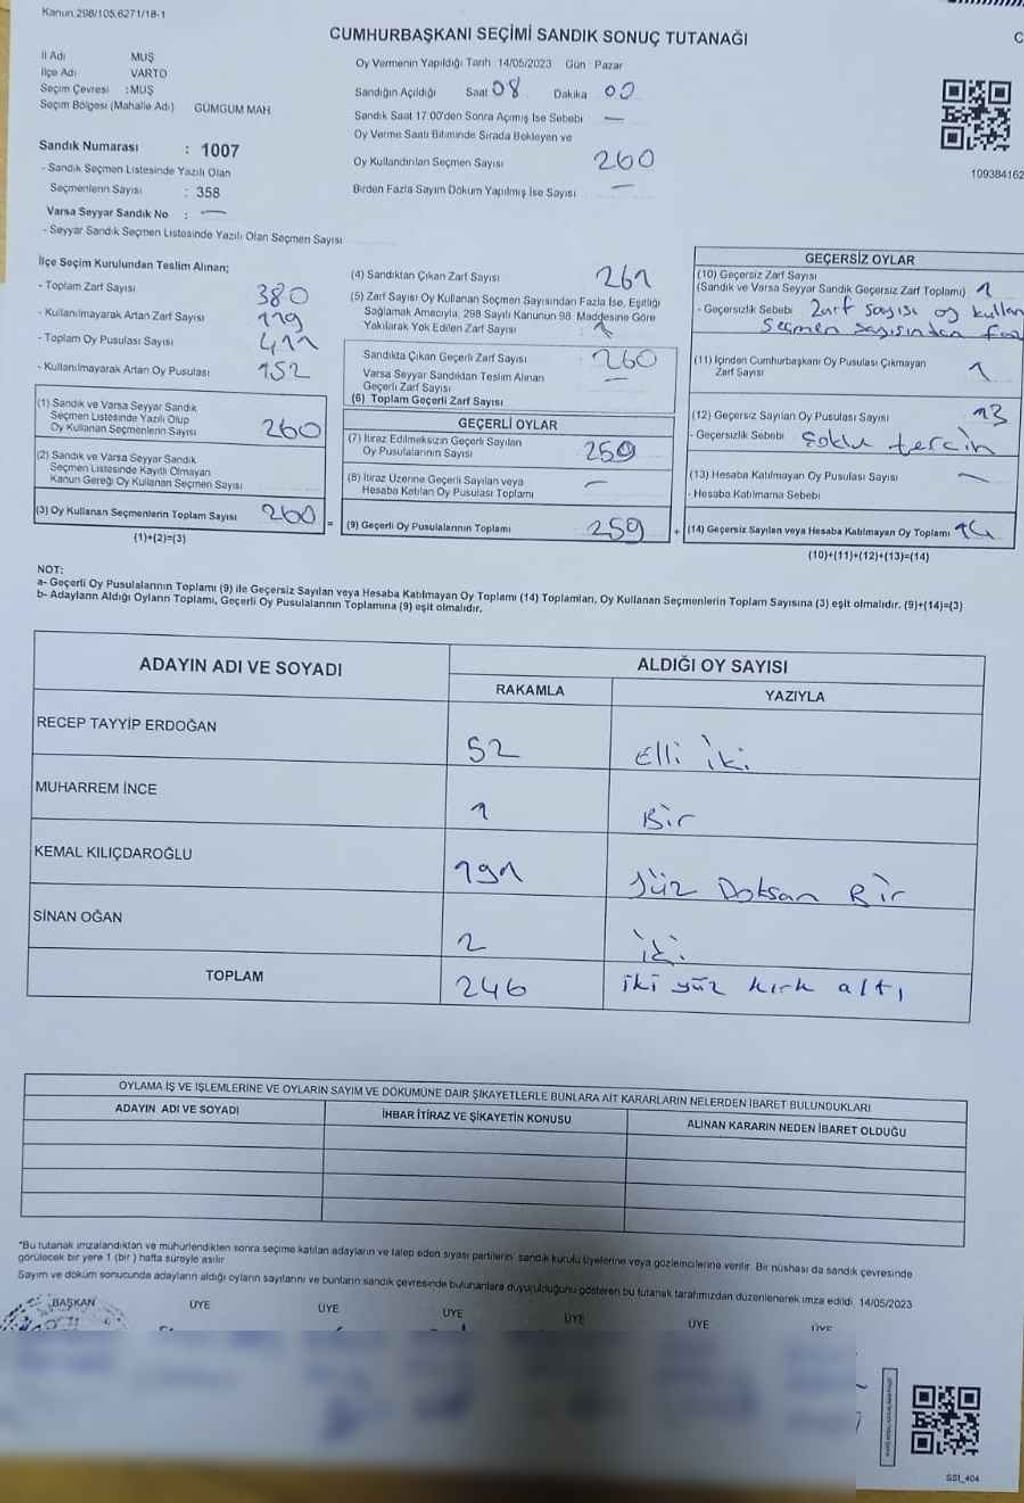 Kanun 298/105,6271/18-1
CUMHURBAŞKANI SEÇİMİ SANDIK SONUÇ TUTANAĞI
İl Adı MUŞ
İlçe Adı VARTO
Seçim Çevresi :MUŞ
Seçim Bölgesi (Mahalle Adı) GÜMGÜM MAH
Sandık Numarası : 1007
- Sandık Seçmen Listesinde Yazılı Olan
Seçmenlerin Sayısı : 358
Varsa Seyyar Sandık No : —
- Seyyar Sandık Seçmen Listesinde Yazılı Olan Seçmen Sayısı
Oy Vermenin Yapıldığı Tarih 14/05/2023 Gün Pazar
Sandığın Açıldığı Saat 08 Dakika 00
Sandık Saat 17:00'den Sonra Açılmış İse Sebebi —
Oy Verme Saati Bitiminde Sırada Bekleyen ve
Oy Kullandırılan Seçmen Sayısı 260
Birden Fazla Sayım Döküm Yapılmış İse Sayısı —
109384162
İlçe Seçim Kurulundan Teslim Alınan;
- Toplam Zarf Sayısı 380
- Kullanılmayarak Artan Zarf Sayısı 119
- Toplam Oy Pusulası Sayısı 411
- Kullanılmayarak Artan Oy Pusulası 152
(1) Sandık ve Varsa Seyyar Sandık
Seçmen Listesinde Yazılı Olup
Oy Kullanan Seçmenlerin Sayısı 260
(2) Sandık ve Varsa Seyyar Sandık
Seçmen Listesinde Kayıtlı Olmayan
Kanun Gereği Oy Kullanan Seçmen Sayısı
(3) Oy Kullanan Seçmenlerin Toplam Sayısı 260 =
(1)+(2)=(3)
(4) Sandıktan Çıkan Zarf Sayısı 261
(5) Zarf Sayısı Oy Kullanan Seçmen Sayısından Fazla İse, Eşitliği
Sağlamak Amacıyla, 298 Sayılı Kanunun 98. Maddesine Göre
Yakılarak Yok Edilen Zarf Sayısı : 1
Sandıkta Çıkan Geçerli Zarf Sayısı 260
Varsa Seyyar Sandıktan Teslim Alınan
Geçerli Zarf Sayısı —
(6) Toplam Geçerli Zarf Sayısı
GEÇERLİ OYLAR
(7) İtiraz Edilmeksizin Geçerli Sayılan
Oy Pusulalarının Sayısı 259
(8) İtiraz Üzerine Geçerli Sayılan veya
Hesaba Katılan Oy Pusulası Toplamı —
(9) Geçerli Oy Pusulalarının Toplamı 259 +
GEÇERSİZ OYLAR
(10) Geçersiz Zarf Sayısı
(Sandık ve Varsa Seyyar Sandık Geçersiz Zarf Toplamı) 1
- Geçersizlik Sebebi Zarf sayısı oy kullan
Seçmen sayısından faz
(11) İçinden Cumhurbaşkanı Oy Pusulası Çıkmayan
Zarf Sayısı 1
(12) Geçersiz Sayılan Oy Pusulası Sayısı 13
- Geçersizlik Sebebi Çoklu tercih
(13) Hesaba Katılmayan Oy Pusulası Sayısı —
- Hesaba Katılmama Sebebi
(14) Geçersiz Sayılan veya Hesaba Katılmayan Oy Toplamı 14
(10)+(11)+(12)+(13)=(14)
NOT:
a- Geçerli Oy Pusulalarının Toplamı (9) ile Geçersiz Sayılan veya Hesaba Katılmayan Oy Toplamı (14) Toplamları, Oy Kullanan Seçmenlerin Toplam Sayısına (3) eşit olmalıdır. (9)+(14)=(3)
b- Adayların Aldığı Oyların Toplamı, Geçerli Oy Pusulalarının Toplamına (9) eşit olmalıdır.
ADAYIN ADI VE SOYADI ALDIĞI OY SAYISI
RAKAMLA YAZIYLA
RECEP TAYYİP ERDOĞAN 52 Elli iki
MUHARREM İNCE 1 Bir
KEMAL KILIÇDAROĞLU 191 Yüz Doksan Bir
SİNAN OĞAN 2 iki
TOPLAM 246 iki yüz kırk altı
OYLAMA İŞ VE İŞLEMLERİNE VE OYLARIN SAYIM VE DÖKÜMÜNE DAİR ŞİKAYETLERLE BUNLARA AİT KARARLARIN NELERDEN İBARET BULUNDUKLARI
ADAYIN ADI VE SOYADI İHBAR İTİRAZ VE ŞİKAYETİN KONUSU ALINAN KARARIN NEDEN İBARET OLDUĞU
*Bu tutanak imzalandıktan ve mühürlendikten sonra seçime katılan adayların ve talep eden siyasi partilerin sandık kurulu üyelerine veya gözlemcilerine verilir. Bir nüshası da sandık çevresinde
görülecek bir yere 1 (bir) hafta süreyle asılır
Sayım ve döküm sonucunda adayların aldığı oyların sayılarını ve bunların sandık çevresinde bulunanlara duyurulduğunu gösteren bu tutanak tarafımızdan düzenlenerek imza edildi. 14/05/2023
BAŞKAN ÜYE ÜYE ÜYE ÜYE ÜYE ÜYE
SSİ_404